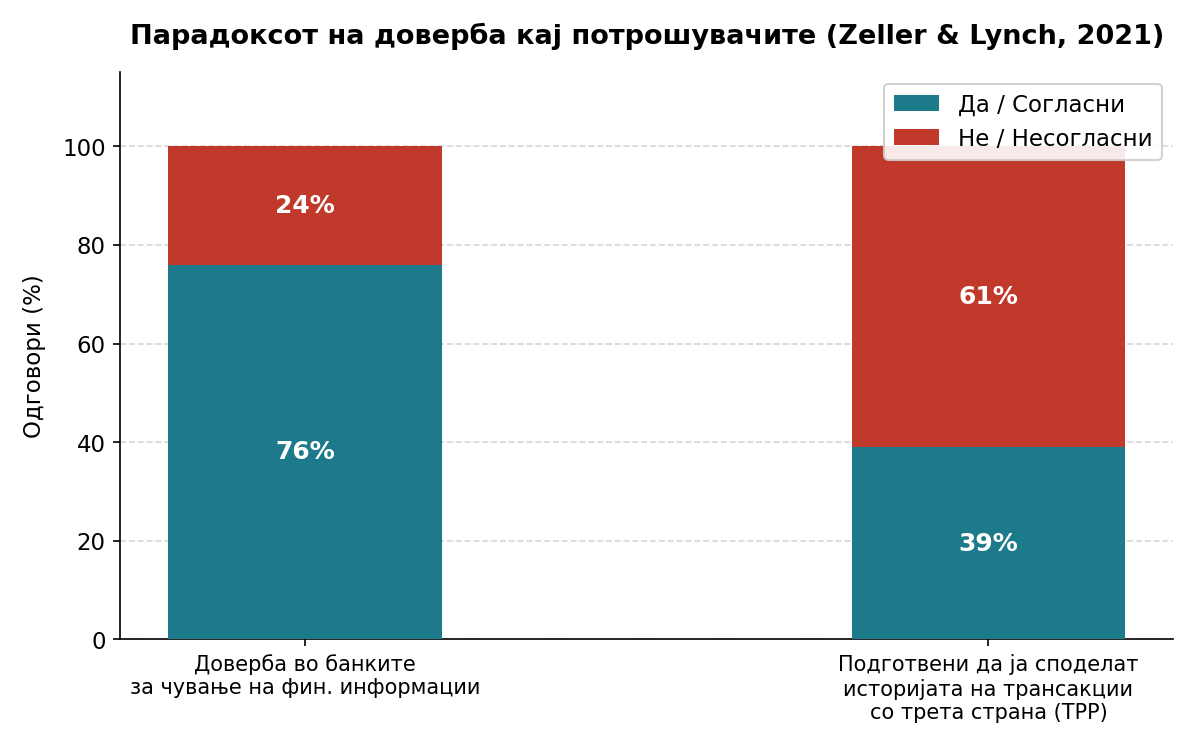 Парадоксот на доверба кај потрошувачите (Zeller & Lynch, 2021)
Да / Согласни
Не / Несогласни
Одговори (%)
100
80
60
40
20
0
24%
76%
61%
39%
Доверба во банките
за чување на фин. информации
Подготвени да ја споделат
историјата на трансакции
со трета страна (TPP)